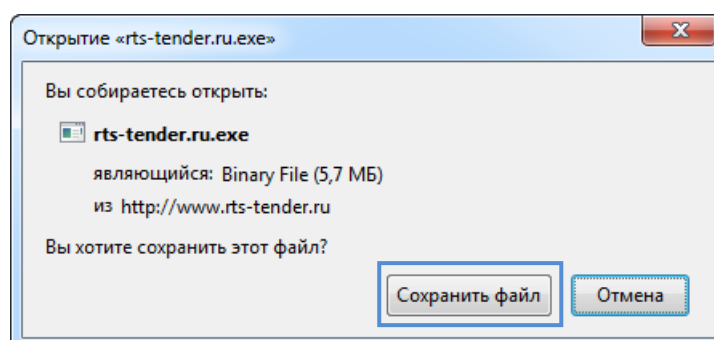 Открытие «rts-tender.ru.exe»
Вы собираетесь открыть:
rts-tender.ru.exe
являющийся: Binary File (5,7 МБ)
из http://www.rts-tender.ru
Вы хотите сохранить этот файл?
Сохранить файл Отмена